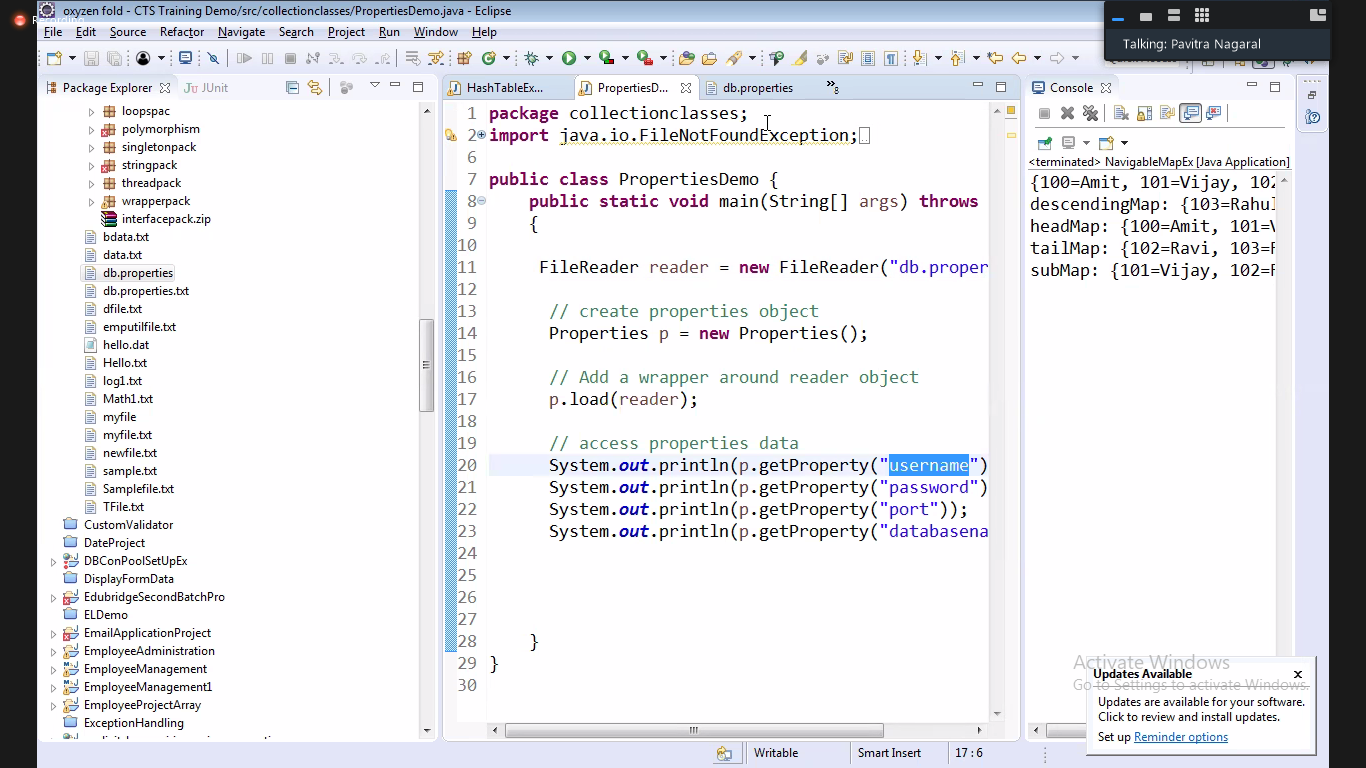 oxyzen fold - CTS Training Demo/src/collectionclasses/PropertiesDemo.java - Eclipse
Talking: Pavitra Nagaral
File Edit Source Refactor Navigate Search Project Run Window Help
Package Explorer JUnit
loopspac
polymorphism
singletonpack
stringpack
threadpack
wrapperpack
interfacepack.zip
bdata.txt
data.txt
db.properties
db.properties.txt
dfile.txt
emputilfile.txt
hello.dat
Hello.txt
log1.txt
Math1.txt
myfile
myfile.txt
newfile.txt
sample.txt
Samplefile.txt
TFile.txt
CustomValidator
DateProject
DBConPoolSetUpEx
DisplayFormData
EdubridgeSecondBatchPro
ELDemo
EmailApplicationProject
EmployeeAdministration
EmployeeManagement
EmployeeManagement1
EmployeeProjectArray
ExceptionHandling
HashTableEx... PropertiesD... db.properties »8
1 package collectionclasses;
2 import java.io.FileNotFoundException;
6
7 public class PropertiesDemo {
8 public static void main(String[] args) throws
9 {
10
11 FileReader reader = new FileReader("db.proper
12
13 // create properties object
14 Properties p = new Properties();
15
16 // Add a wrapper around reader object
17 p.load(reader);
18
19 // access properties data
20 System.out.println(p.getProperty("username")
21 System.out.println(p.getProperty("password")
22 System.out.println(p.getProperty("port"));
23 System.out.println(p.getProperty("databasena
24
25
26
27
28 }
29 }
30
Console
<terminated> NavigableMapEx [Java Application]
{100=Amit, 101=Vijay, 102
descendingMap: {103=Rahul
headMap: {100=Amit, 101=V
tailMap: {102=Ravi, 103=R
subMap: {101=Vijay, 102=R
Activate Windows
Go to Settings to activate Windows.
Updates Available
Updates are available for your software.
Click to review and install updates.
Set up Reminder options
Writable Smart Insert 17 : 6